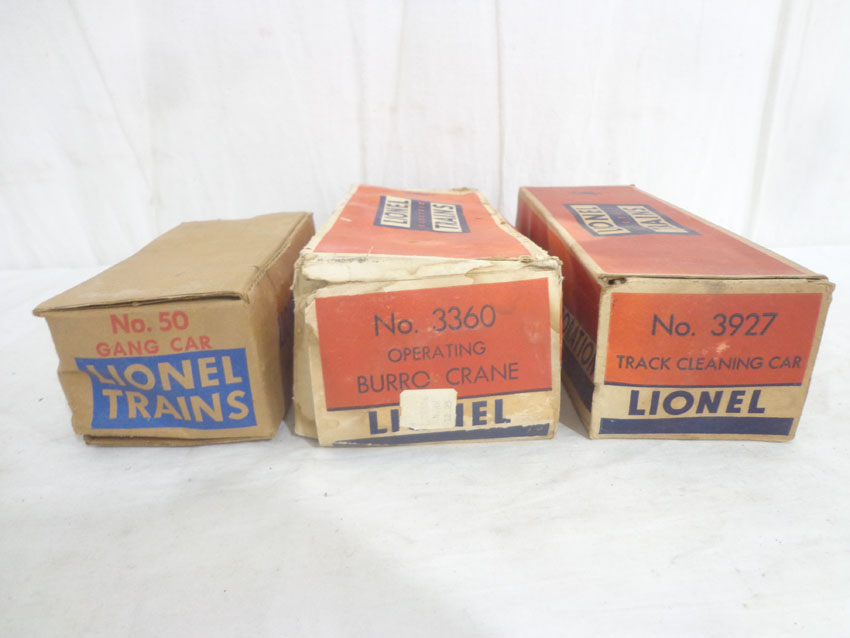 No. 50
GANG CAR
LIONEL
TRAINS
LIONEL
TRAINS
No. 3360
OPERATING
BURRO CRANE
LIONEL
LIONEL
TRAINS
No. 3927
TRACK CLEANING CAR
LIONEL